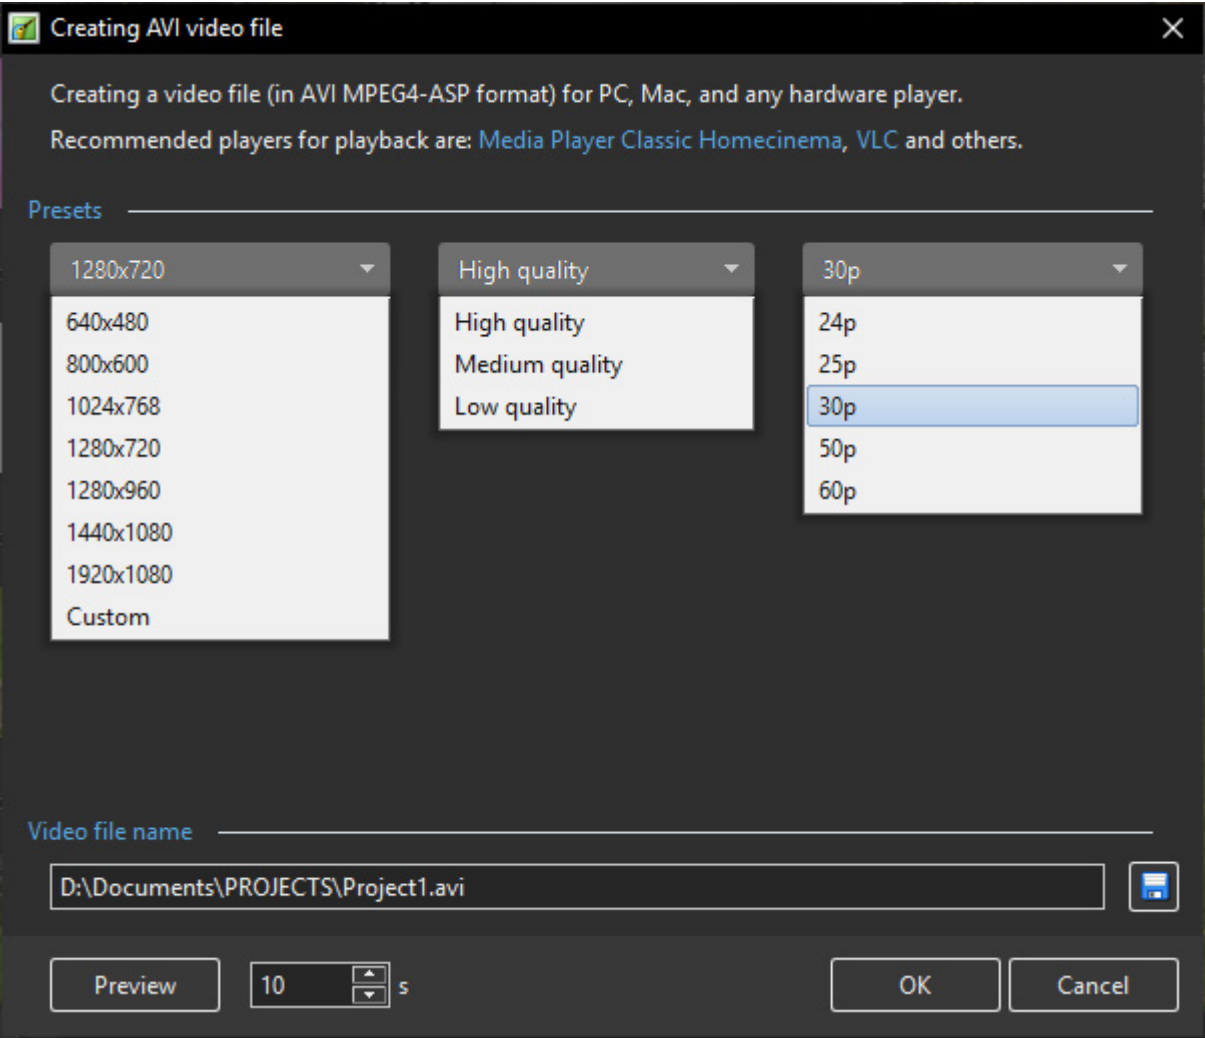 Creating AVI video file
Creating a video file (in AVI MPEG4-ASP format) for PC, Mac, and any hardware player.
Recommended players for playback are: Media Player Classic Homecinema, VLC and others.
Presets
1280x720
640x480
800x600
1024x768
1280x720
1280x960
1440x1080
1920x1080
Custom
High quality
High quality
Medium quality
Low quality
30p
24p
25p
30p
50p
60p
Video file name
D:\Documents\PROJECTS\Project1.avi
Preview 10 s OK Cancel